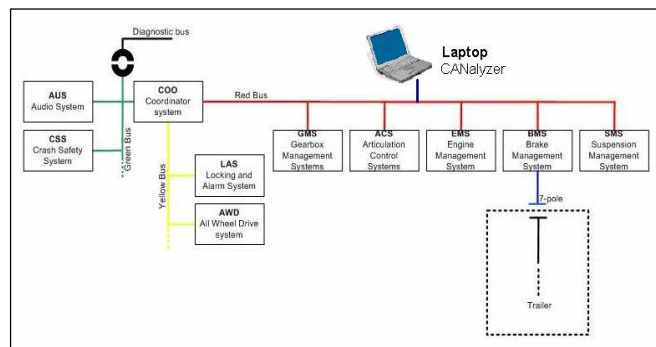 Diagnostic bus
Laptop
CANalyzer
AUS
Audio System
COO
Coordinator
system
Red Bus
CSS
Crash Safety
System
Green Bus
GMS
Gearbox
Management
Systems
ACS
Articulation
Control
Systems
EMS
Engine
Management
System
BMS
Brake
Management
System
SMS
Suspension
Management
System
Yellow Bus
LAS
Locking and
Alarm System
AWD
All Wheel Drive
system
7-pole
Trailer